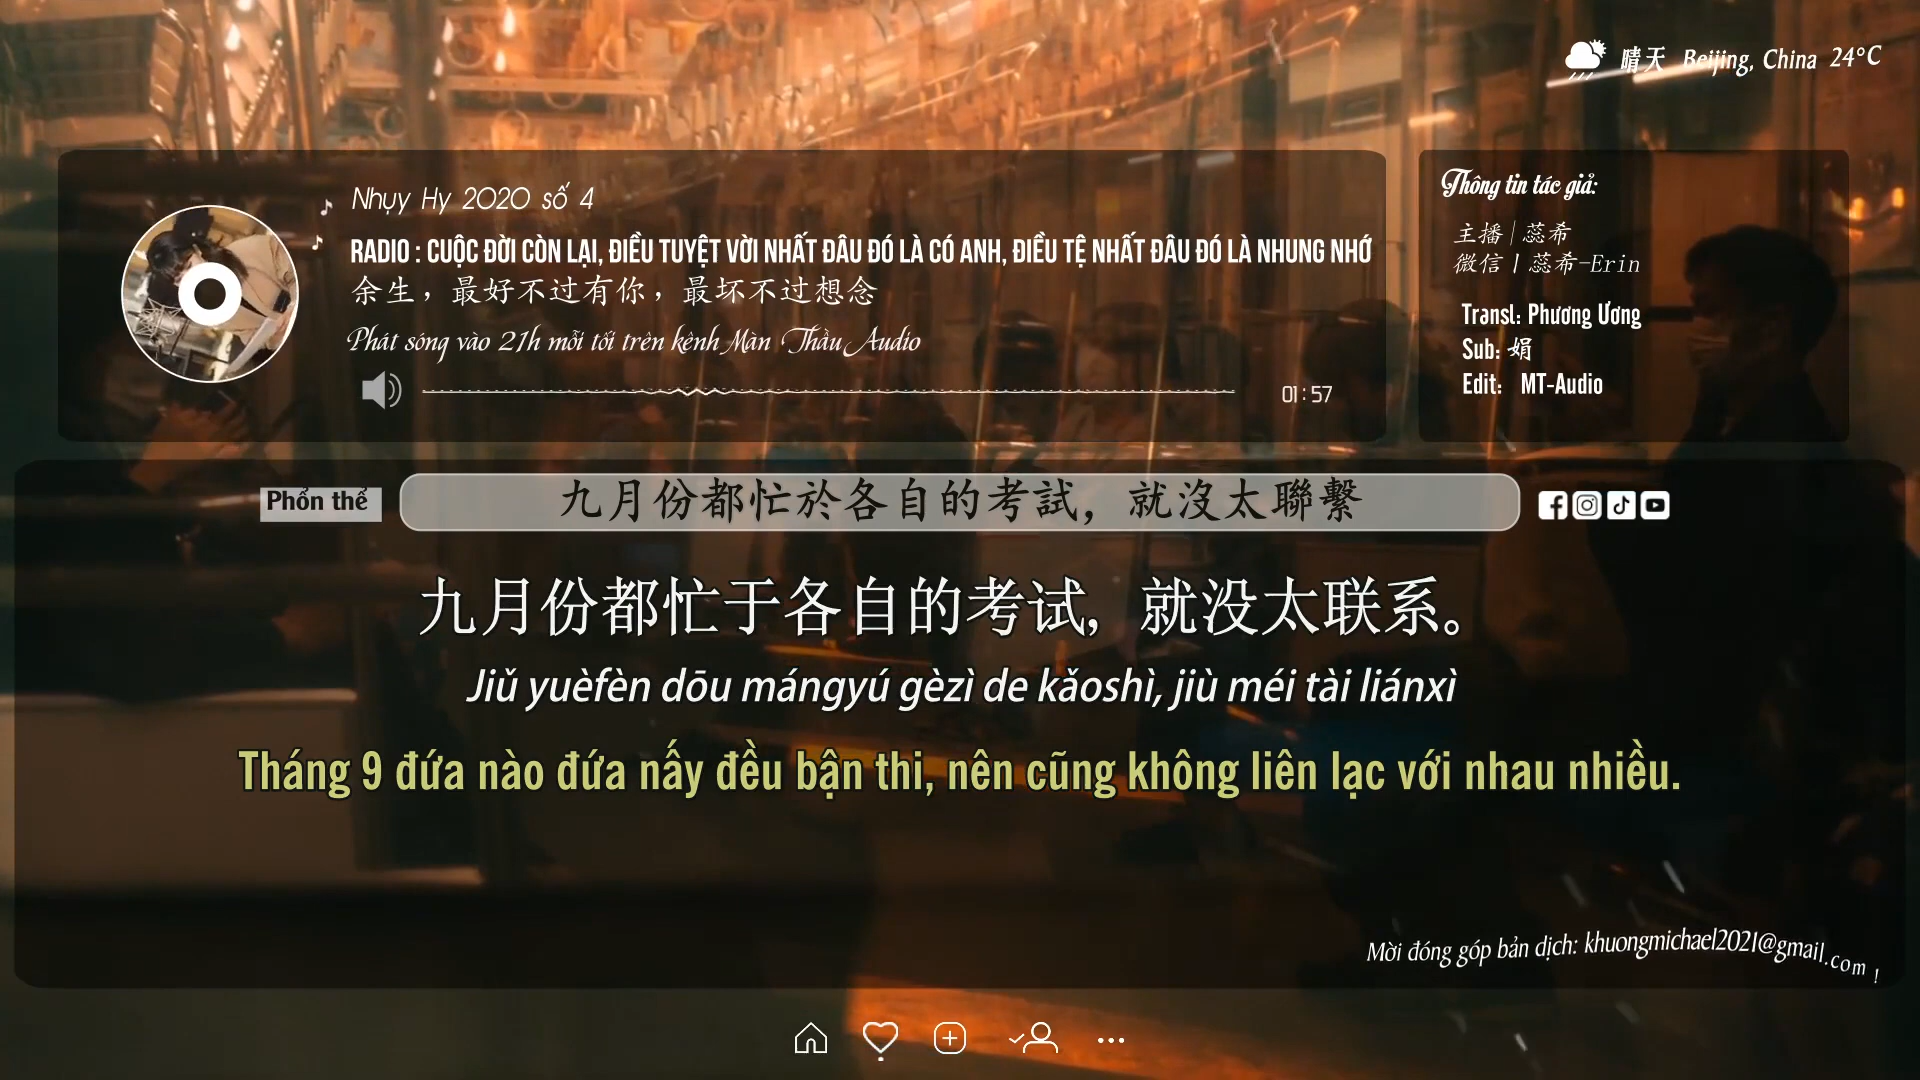 晴天 Beijing, China 24°C
Nhụy Hy 2020 số 4
RADIO : CUỘC ĐỜI CÒN LẠI, ĐIỀU TUYỆT VỜI NHẤT ĐÂU ĐÓ LÀ CÓ ANH, ĐIỀU TỆ NHẤT ĐÂU ĐÓ LÀ NHUNG NHỚ
余生，最好不过有你，最坏不过想念
Phát sóng vào 21h mỗi tối trên kênh Màn Thầu Audio
01:57
Thông tin tác giả:
主播 | 蕊希
微信丨蕊希-Erin
Transl: Phương Ương
Sub: 娟
Edit: MT-Audio
Phổn thể
九月份都忙於各自的考試，就沒太聯繫
九月份都忙于各自的考试，就没太联系。
Jiǔ yuèfèn dōu mángyú gèzì de kǎoshì, jiù méi tài liánxì
Tháng 9 đứa nào đứa nấy đều bận thi, nên cũng không liên lạc với nhau nhiều.
Mời đóng góp bản dịch: khuongmichael2021@gmail.com !